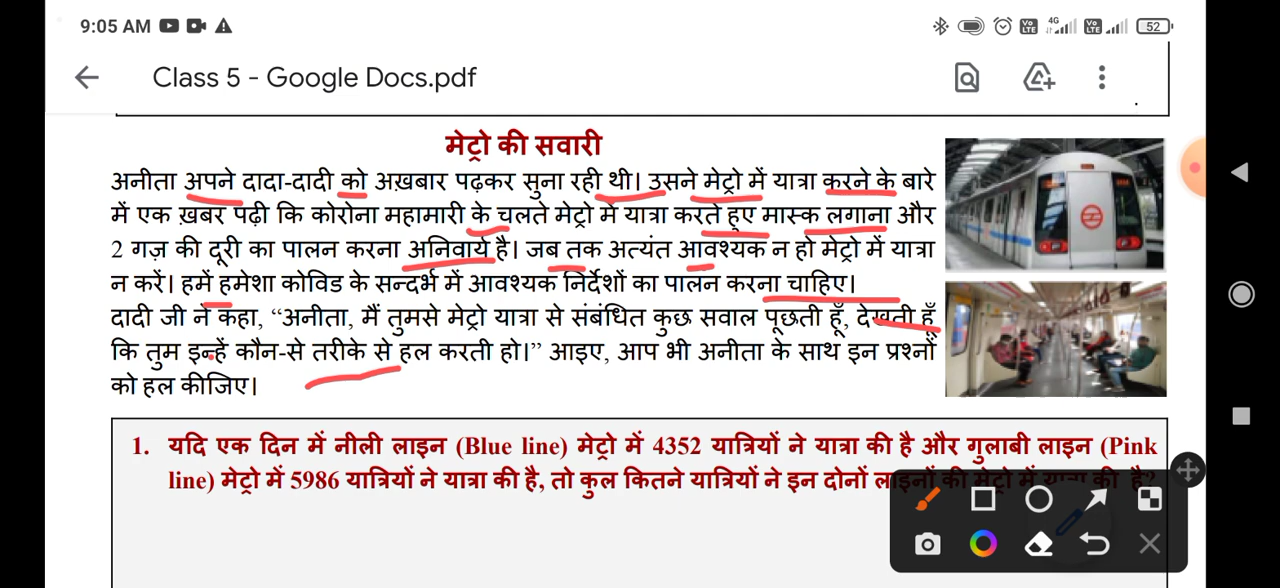 9:05 AM
4G
52
Class 5 - Google Docs.pdf
मेट्रो की सवारी
अनीता अपने दादा-दादी को अख़बार पढ़कर सुना रही थी। उसने मेट्रो में यात्रा करने के बारे
में एक ख़बर पढ़ी कि कोरोना महामारी के चलते मेट्रो में यात्रा करते हुए मास्क लगाना और
2 गज़ की दूरी का पालन करना अनिवार्य है। जब तक अत्यंत आवश्यक न हो मेट्रो में यात्रा
न करें। हमें हमेशा कोविड के सन्दर्भ में आवश्यक निर्देशों का पालन करना चाहिए।
दादी जी ने कहा, “अनीता, मैं तुमसे मेट्रो यात्रा से संबंधित कुछ सवाल पूछती हूँ, देखती हूँ
कि तुम इन्हें कौन-से तरीके से हल करती हो।” आइए, आप भी अनीता के साथ इन प्रश्नों
को हल कीजिए।
1. यदि एक दिन में नीली लाइन (Blue line) मेट्रो में 4352 यात्रियों ने यात्रा की है और गुलाबी लाइन (Pink
line) मेट्रो में 5986 यात्रियों ने यात्रा की है, तो कुल कितने यात्रियों ने इन दोनों लाइनों की मेट्रो में यात्रा की है?